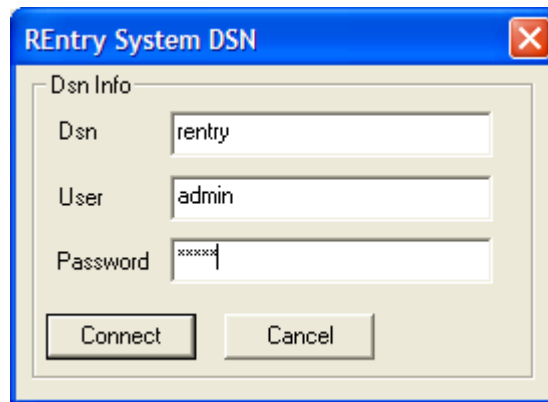 REntry System DSN
Dsn Info
Dsn rentry
User admin
Password *****
Connect Cancel